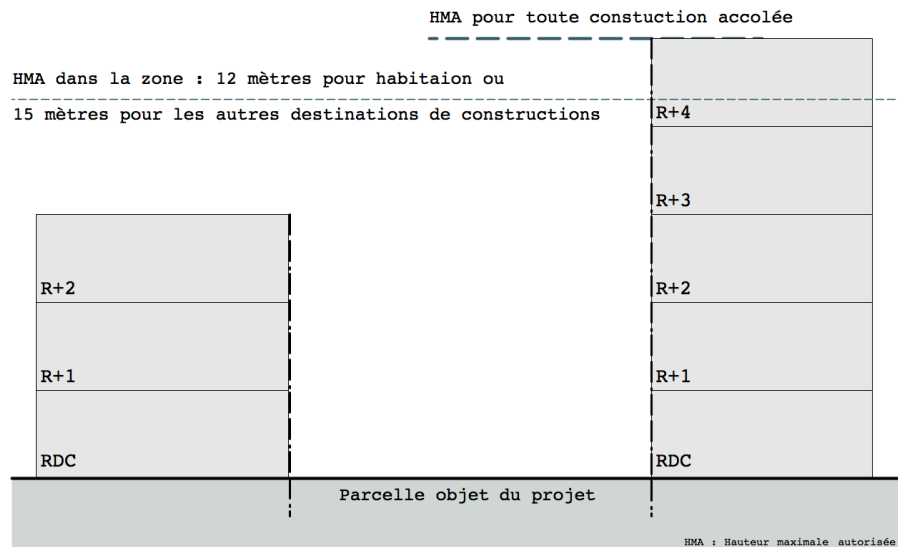 HMA pour toute constuction accolée
HMA dans la zone : 12 mètres pour habitaion ou
15 mètres pour les autres destinations de constructions
R+4
R+3
R+2
R+2
R+1
R+1
RDC
RDC
Parcelle objet du projet
HMA : Hauteur maximale autorisée